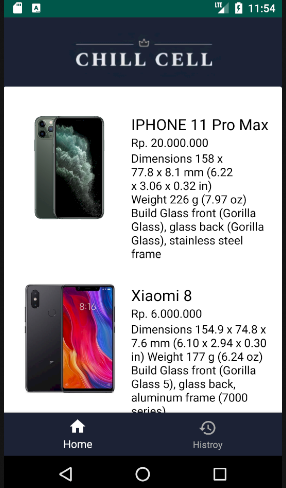 LTE 11:54
A
CHILL CELL
IPHONE 11 Pro Max
Rp. 20.000.000
Dimensions 158 x
77.8 x 8.1 mm (6.22
x 3.06 x 0.32 in)
Weight 226 g (7.97 oz)
Build Glass front (Gorilla
Glass), glass back (Gorilla
Glass), stainless steel
frame
8:16
Xiaomi 8
Rp. 6.000.000
Dimensions 154.9 x 74.8 x
7.6 mm (6.10 x 2.94 x 0.30
in) Weight 177 g (6.24 oz)
Build Glass front (Gorilla
Glass 5), glass back,
aluminum frame (7000
series)
Home
Histroy